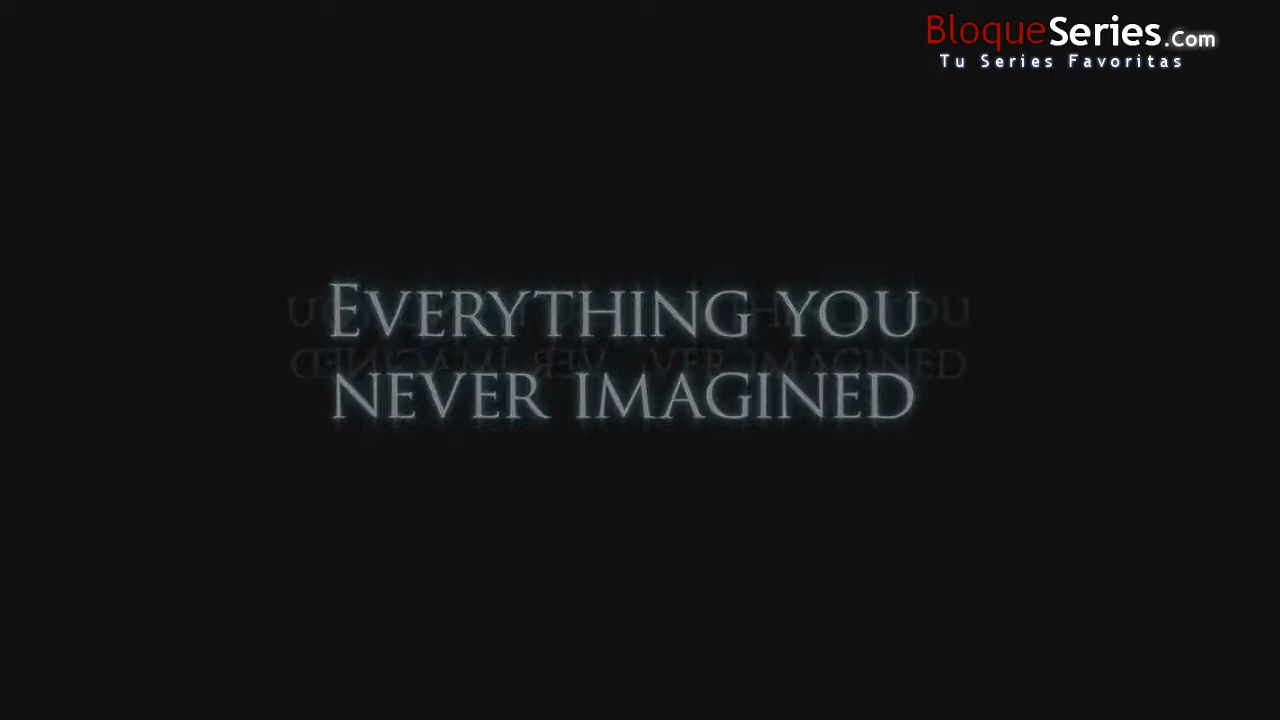 BloqueSeries.Com
Tu Series Favoritas
EVERYTHING YOU
NEVER IMAGINED